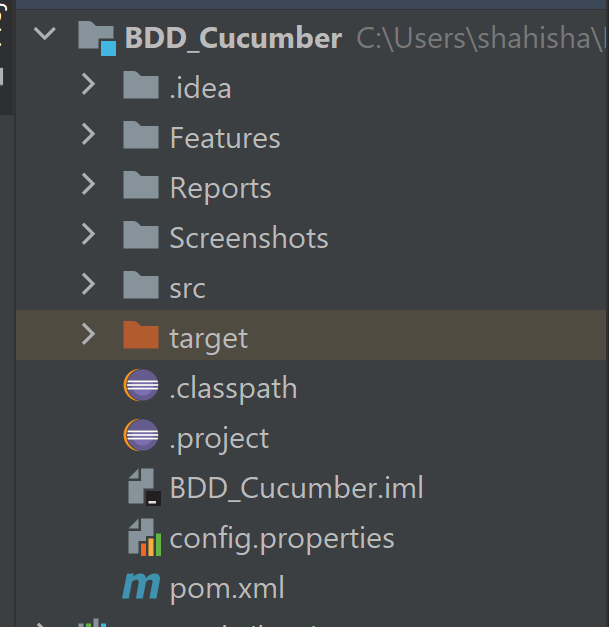 BDD_Cucumber C:\Users\shahisha\
.idea
Features
Reports
Screenshots
src
target
.classpath
.project
BDD_Cucumber.iml
config.properties
pom.xml